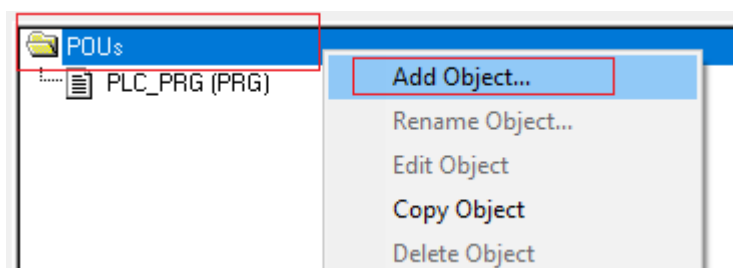 POUs
PLC_PRG (PRG)
Add Object...
Rename Object...
Edit Object
Copy Object
Delete Object